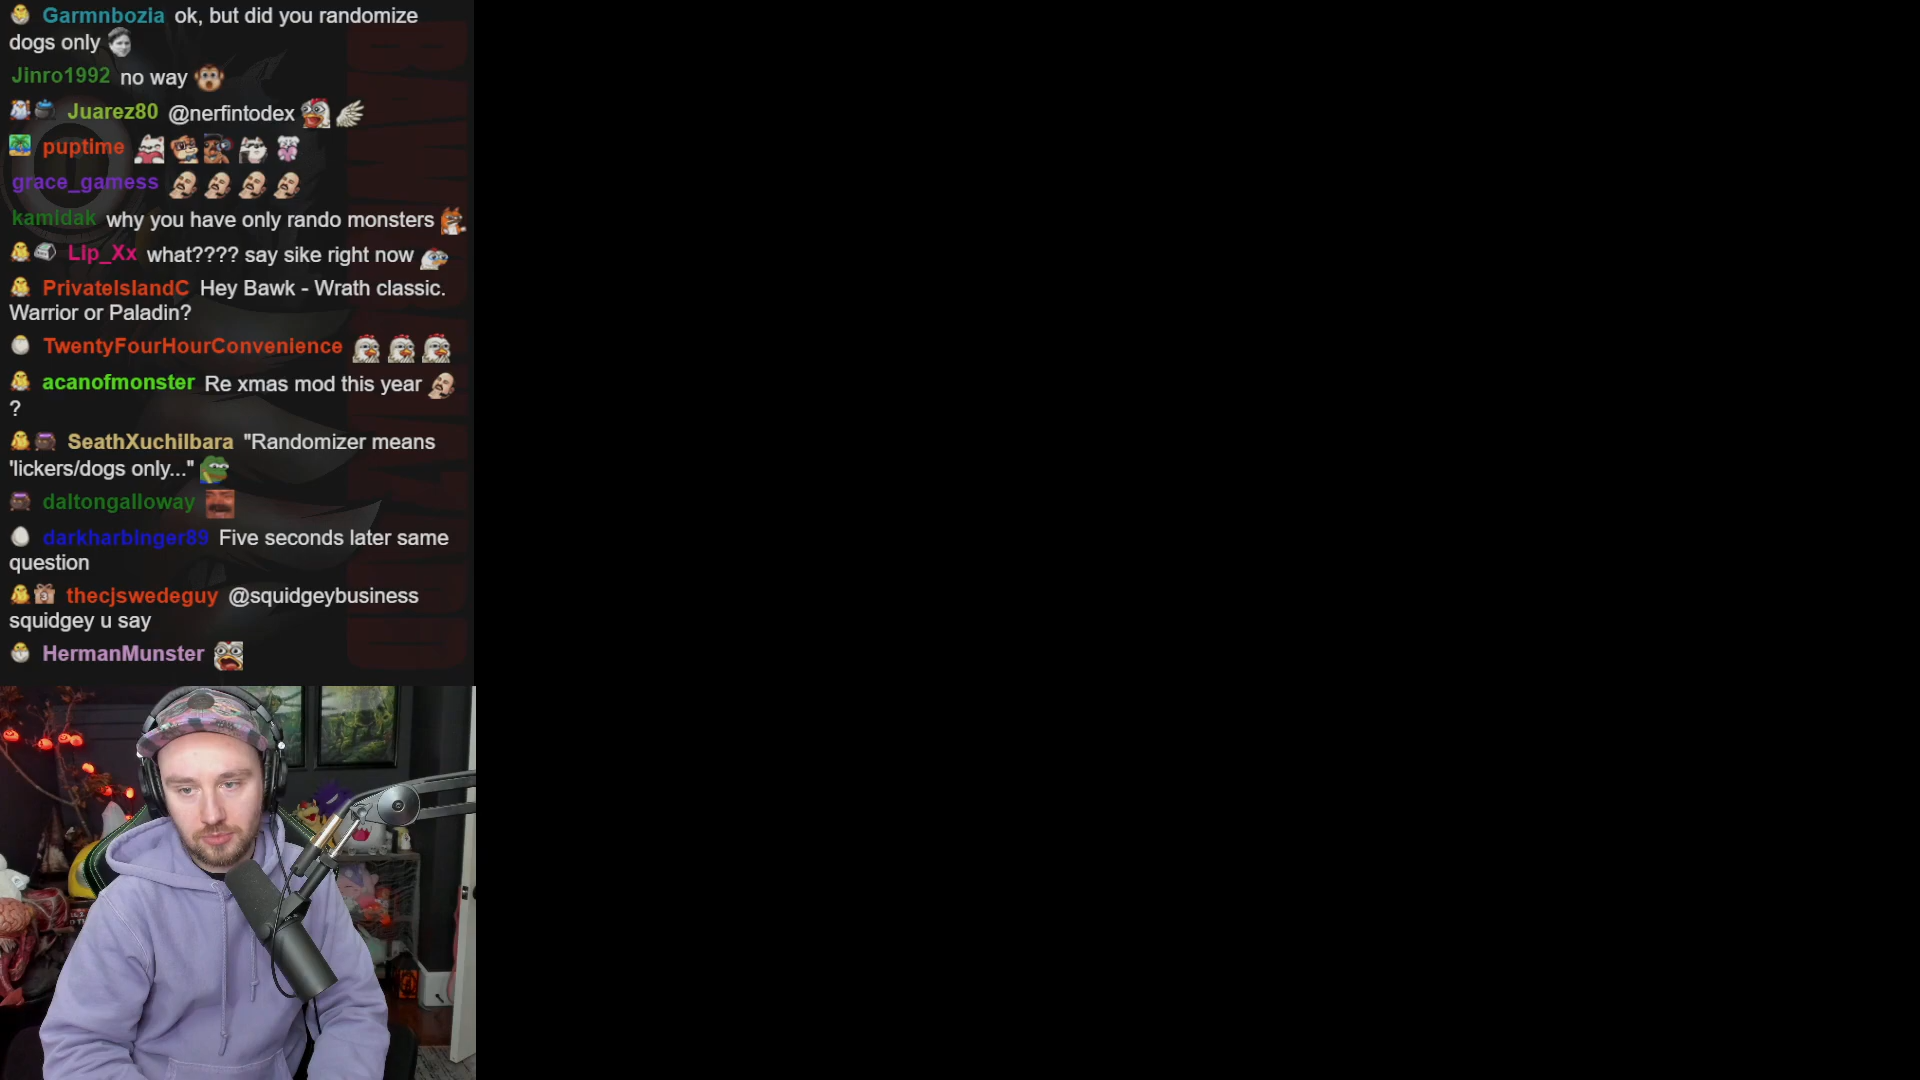 Garmnbozia ok, but did you randomize
dogs only
Jinro1992 no way
Juarez80 @nerfintodex
puptime
grace_gamess
kamidak why you have only rando monsters
Lip_Xx what???? say sike right now
PrivateIslandC Hey Bawk - Wrath classic.
Warrior or Paladin?
TwentyFourHourConvenience
acanofmonster Re xmas mod this year
?
SeathXuchilbara "Randomizer means
'lickers/dogs only..."
daltongalloway
darkharbinger89 Five seconds later same
question
thecjswedeguy @squidgeybusiness
squidgey u say
HermanMunster